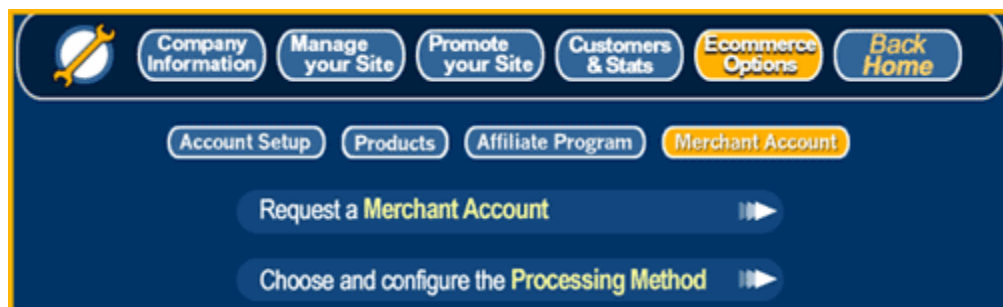 Company Information
Manage your Site
Promote your Site
Customers & Stats
Ecommerce Options
Back Home
Account Setup
Products
Affiliate Program
Merchant Account
Request a Merchant Account
Choose and configure the Processing Method